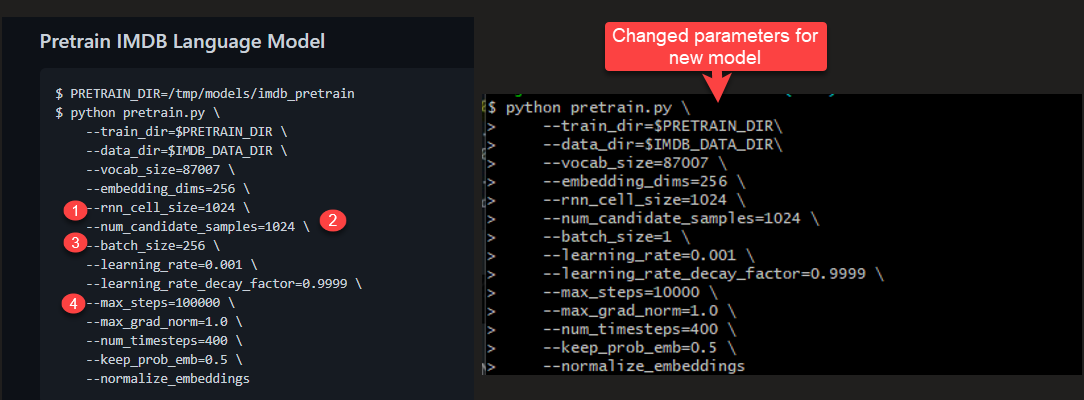 Pretrain IMDB Language Model
$ PRETRAIN_DIR=/tmp/models/imdb_pretrain
$ python pretrain.py \
--train_dir=$PRETRAIN_DIR \
--data_dir=$IMDB_DATA_DIR \
--vocab_size=87007 \
--embedding_dims=256 \
1 --rnn_cell_size=1024 \
--num_candidate_samples=1024 \ 2
3 --batch_size=256 \
--learning_rate=0.001 \
--learning_rate_decay_factor=0.9999 \
4 --max_steps=100000 \
--max_grad_norm=1.0 \
--num_timesteps=400 \
--keep_prob_emb=0.5 \
--normalize_embeddings
Changed parameters for
new model
$ python pretrain.py \
> --train_dir=$PRETRAIN_DIR\
> --data_dir=$IMDB_DATA_DIR\
> --vocab_size=87007 \
> --embedding_dims=256 \
> --rnn_cell_size=1024 \
> --num_candidate_samples=1024 \
> --batch_size=1 \
> --learning_rate=0.001 \
> --learning_rate_decay_factor=0.9999 \
> --max_steps=10000 \
> --max_grad_norm=1.0 \
> --num_timesteps=400 \
> --keep_prob_emb=0.5 \
> --normalize_embeddings